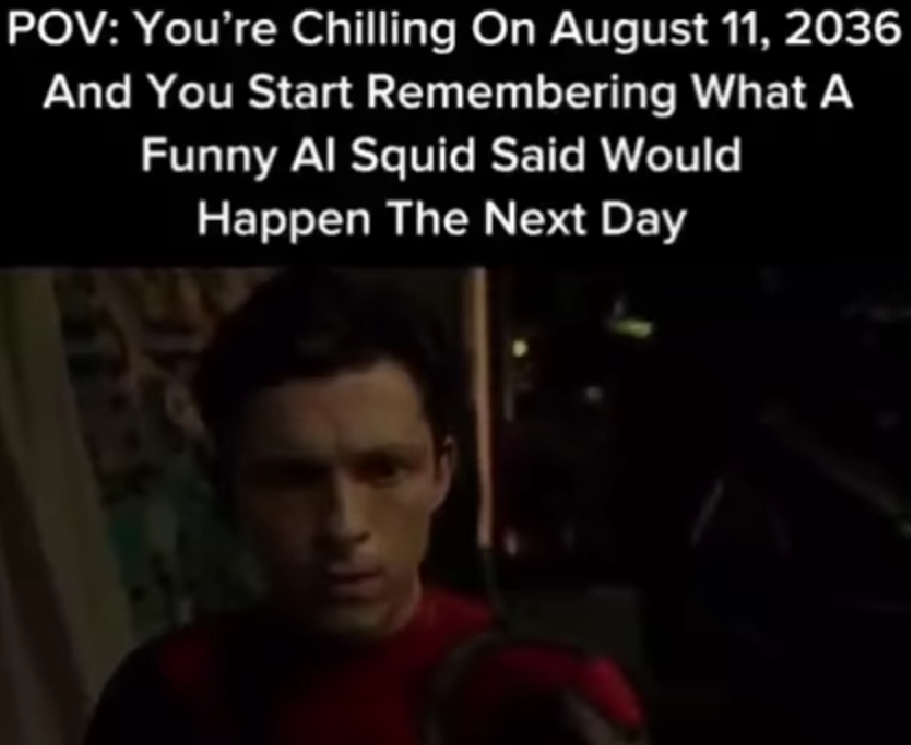 POV: You're Chilling On August 11, 2036
And You Start Remembering What A
Funny AI Squid Said Would
Happen The Next Day